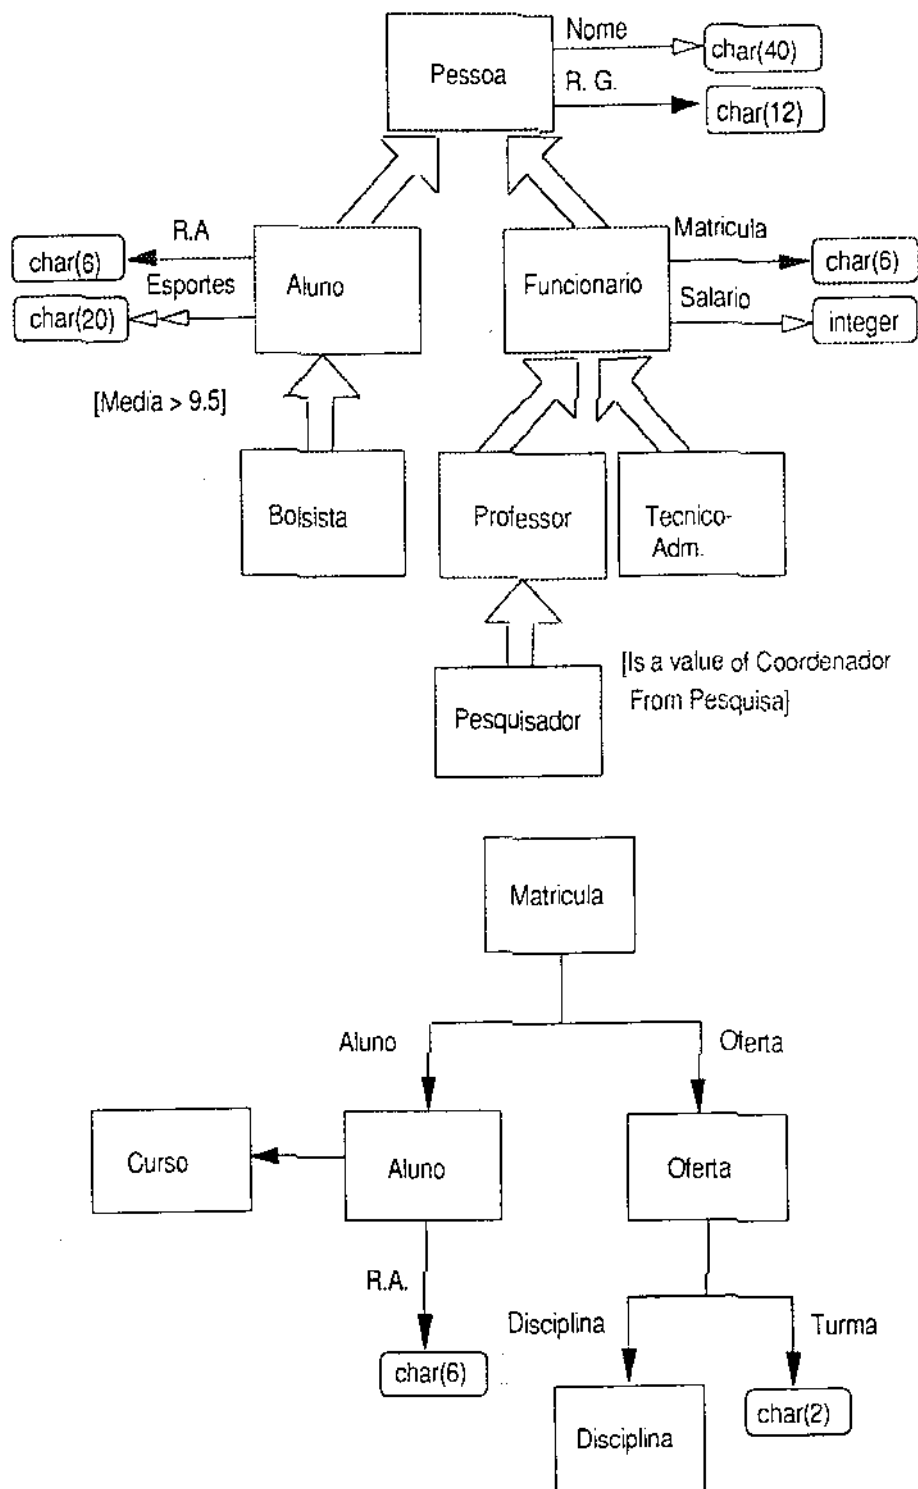 Nome
char(40)
Pessoa
R. G.
char(12)
R.A
Matricula
char(6)
Aluno
Funcionario
char(6)
Esportes
Salario
char(20)
integer
[Media > 9.5]
Bolsista
Professor
Tecnico-
Adm.
[Is a value of Coordenador
From Pesquisa]
Pesquisador
Matricula
Aluno
Oferta
Curso
Aluno
Oferta
R.A.
Disciplina
Turma
char(6)
char(2)
Disciplina